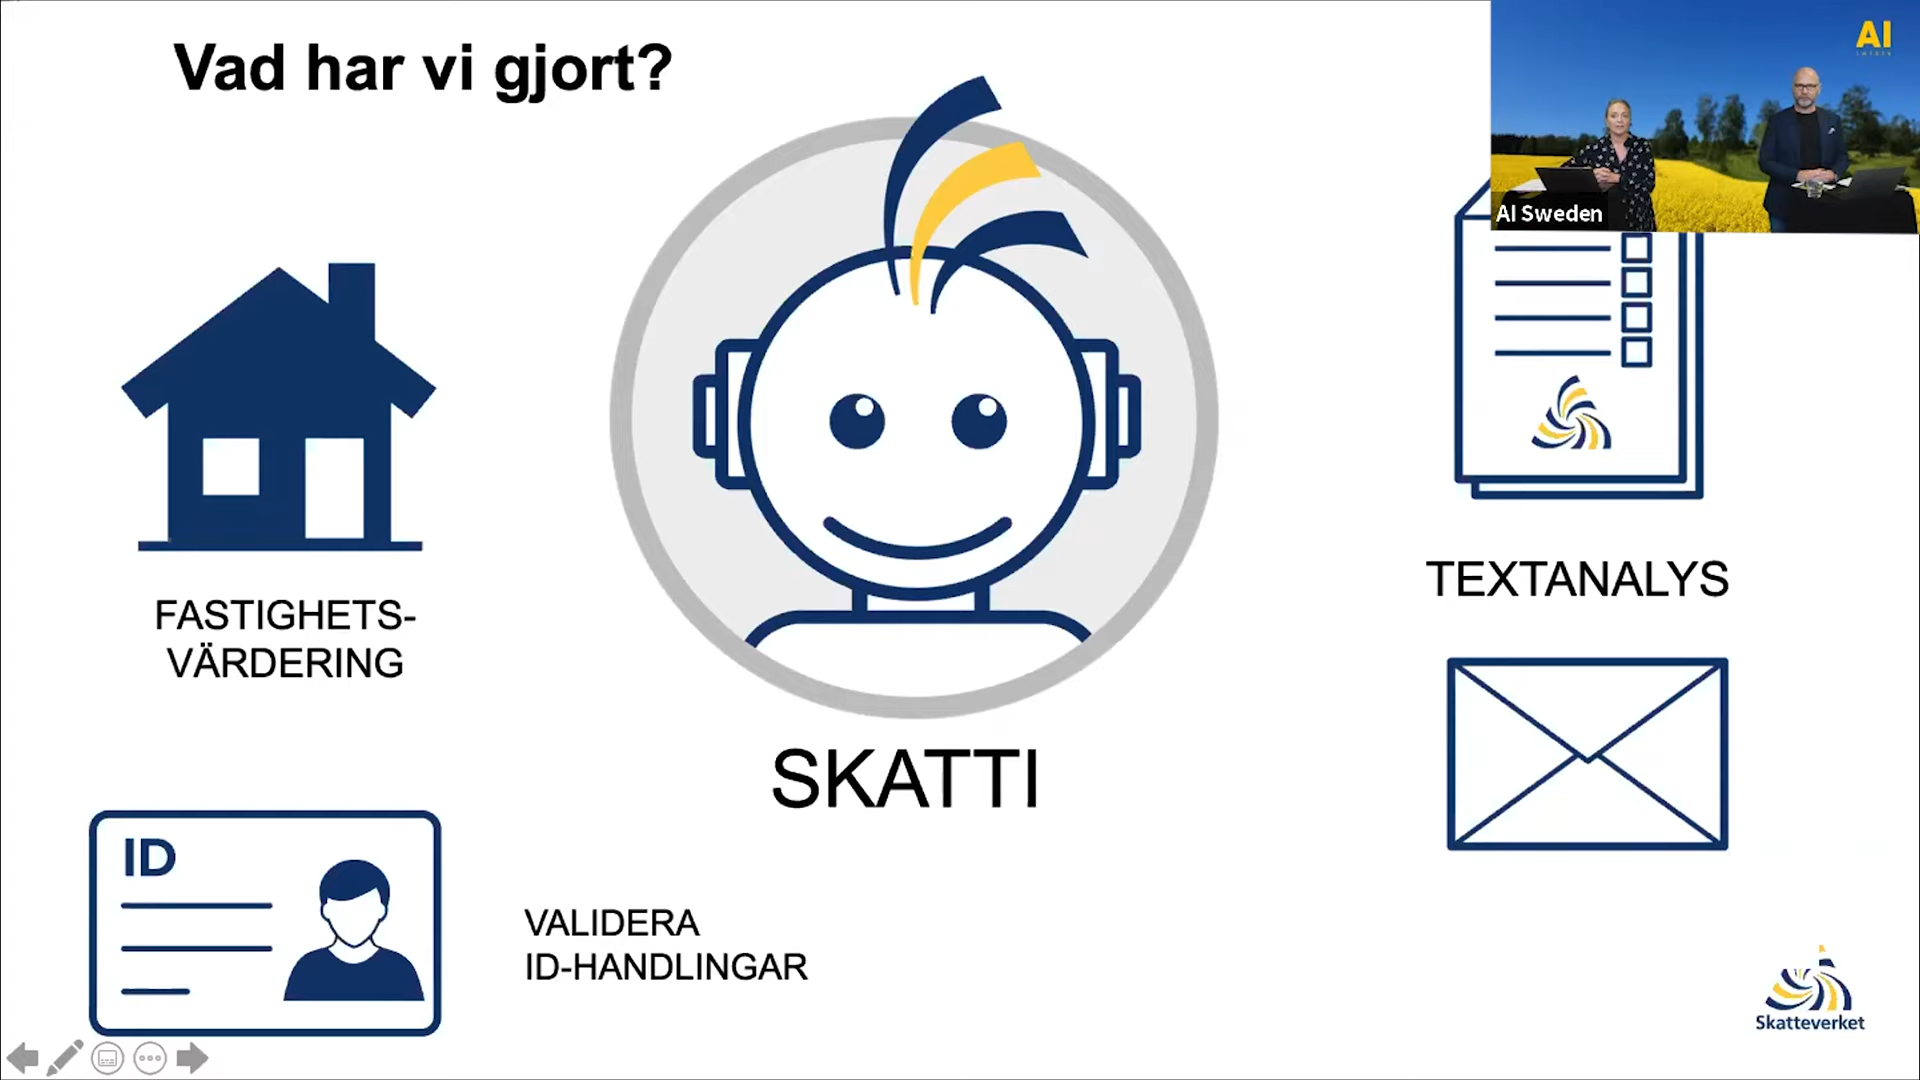 Vad har vi gjort?
AI
AI Sweden
FASTIGHETS-
VÄRDERING
SKATTI
TEXTANALYS
ID
VALIDERA
ID-HANDLINGAR
Skatteverket